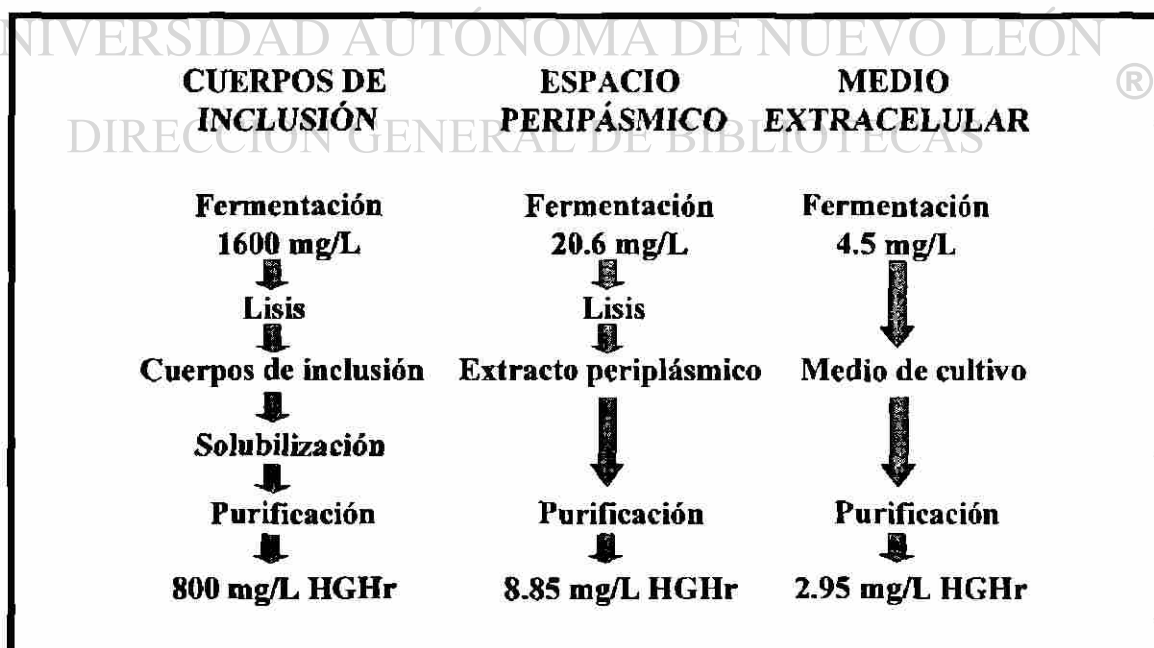 UNIVERSIDAD AUTÓNOMA DE NUEVO LEÓN
®
DIRECCIÓN GENERAL DE BIBLIOTECAS
CUERPOS DE
INCLUSIÓN
Fermentación
1600 mg/L
Lisis
Cuerpos de inclusión
Solubilización
Purificación
800 mg/L HGHr
ESPACIO
PERIPÁSMICO
Fermentación
20.6 mg/L
Lisis
Extracto periplásmico
Purificación
8.85 mg/L HGHr
MEDIO
EXTRACELULAR
Fermentación
4.5 mg/L
Medio de cultivo
Purificación
2.95 mg/L HGHr